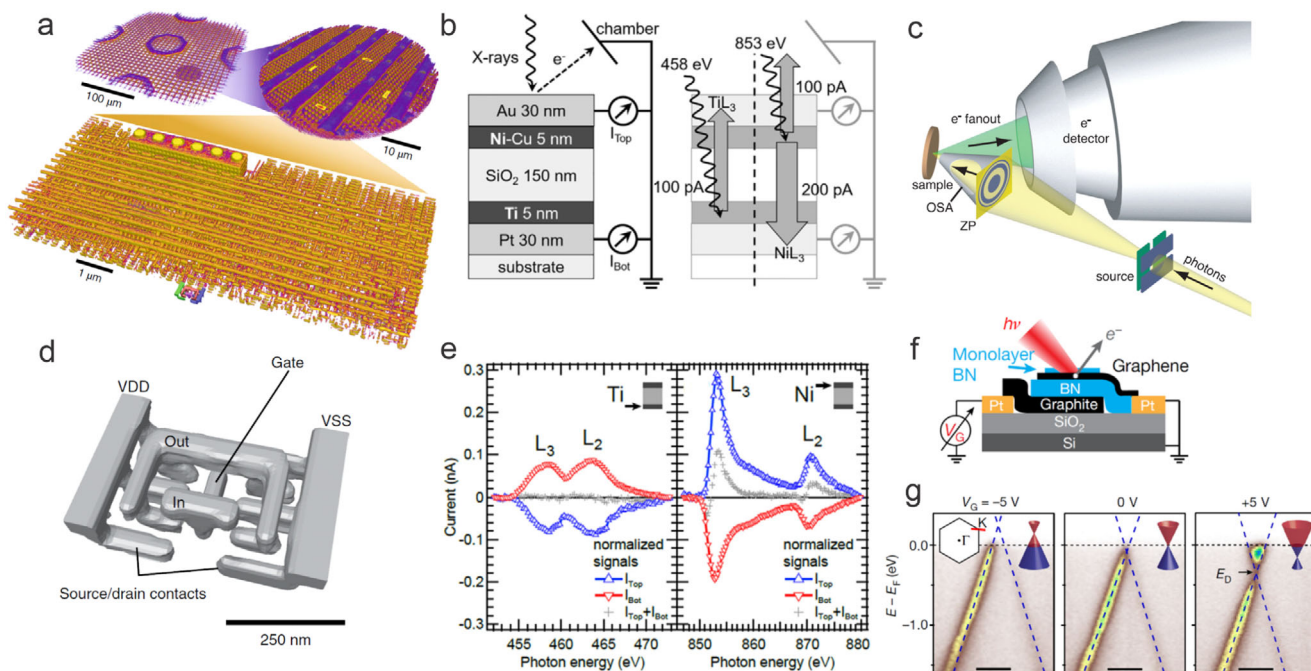 a
100 µm
10 µm
1 µm
b
X-rays
e-
chamber
Au 30 nm
Ni-Cu 5 nm
SiO₂ 150 nm
Ti 5 nm
Pt 30 nm
substrate
I_Top
I_Bot
458 eV
853 eV
TiL₃
100 pA
100 pA
200 pA
NiL₃
c
e⁻ fanout
e⁻
detector
sample
OSA
ZP
source
photons
d
Gate
VDD
VSS
Out
In
Source/drain contacts
250 nm
e
Current (nA)
0.3
0.2
0.1
0
-0.1
-0.2
-0.3
Ti
L₃
L₂
normalized
signals
I_Top
I_Bot
I_Top+I_Bot
455 460 465 470
Photon energy (eV)
Ni
L₃
L₂
normalized
signals
I_Top
I_Bot
I_Top+I_Bot
850 860 870 880
Photon energy (eV)
f
hν
e⁻
Monolayer
BN
Graphene
BN
Pt
Graphite
Pt
V_G
SiO₂
Si
g
V_G = −5 V
0 V
+5 V
K
·Γ
E_D
E − E_F (eV)
0.0
−1.0